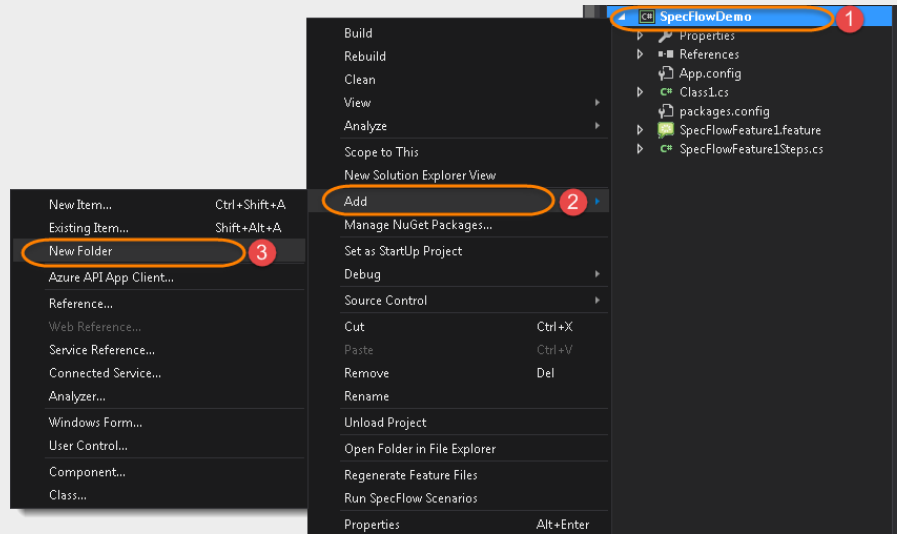 C# SpecFlowDemo 1
Properties
References
App.config
C# Class1.cs
packages.config
SpecFlowFeature1.feature
C# SpecFlowFeature1Steps.cs
Build
Rebuild
Clean
View
Analyze
Scope to This
New Solution Explorer View
Add 2
Manage NuGet Packages...
Set as StartUp Project
Debug
Source Control
Cut Ctrl+X
Paste Ctrl+V
Remove Del
Rename
Unload Project
Open Folder in File Explorer
Regenerate Feature Files
Run SpecFlow Scenarios
Properties Alt+Enter
New Item... Ctrl+Shift+A
Existing Item... Shift+Alt+A
New Folder 3
Azure API App Client...
Reference...
Web Reference...
Service Reference...
Connected Service...
Analyzer...
Windows Form...
User Control...
Component...
Class...